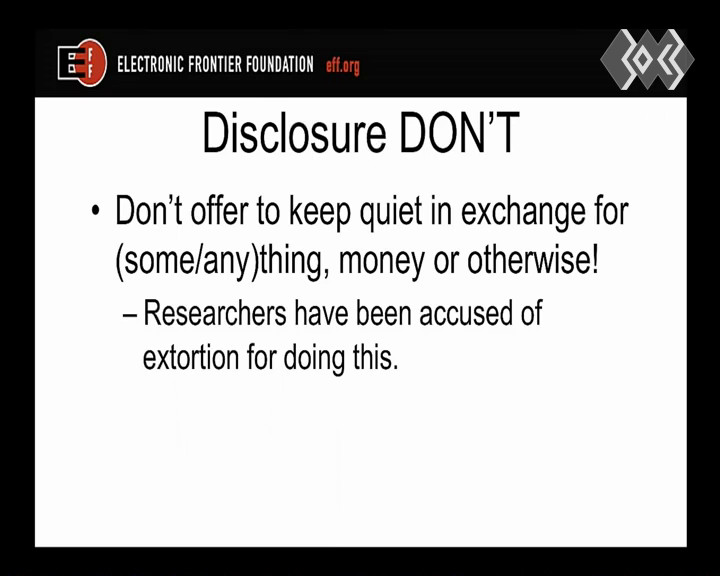 EFF
ELECTRONIC FRONTIER FOUNDATION eff.org
Disclosure DON'T
• Don't offer to keep quiet in exchange for
(some/any)thing, money or otherwise!
– Researchers have been accused of
extortion for doing this.